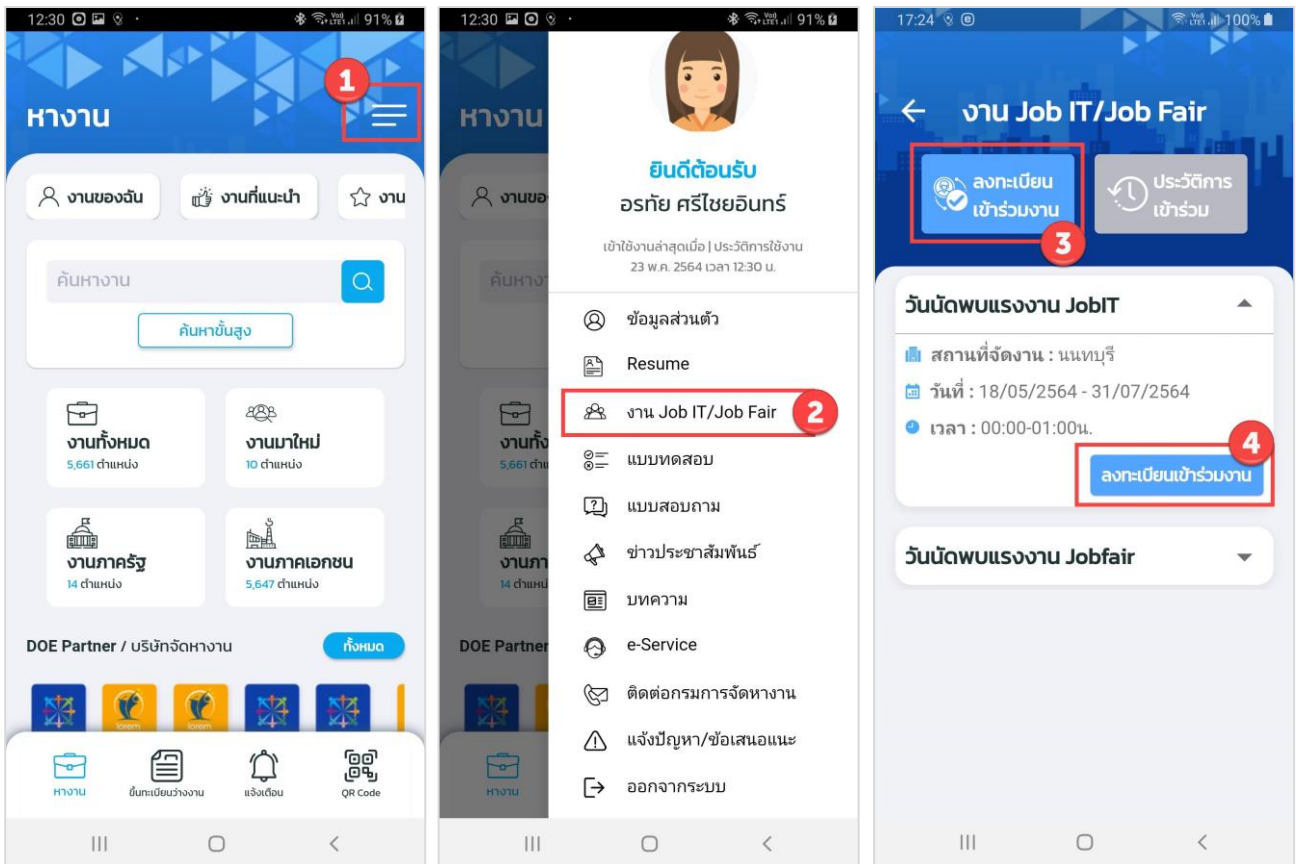 12:30
91%
1
หางาน
งานของฉัน
งานที่แนะนำ
งาน
ค้นหางาน
ค้นหาขั้นสูง
งานทั้งหมด
5,661 ตำแหน่ง
งานมาใหม่
10 ตำแหน่ง
งานภาครัฐ
14 ตำแหน่ง
งานภาคเอกชน
5,647 ตำแหน่ง
DOE Partner / บริษัทจัดหางาน
ทั้งหมด
lorem
lorem
หางาน
ขึ้นทะเบียนว่างงาน
แจ้งเตือน
QR Code
12:30
91%
หางาน
งานขอ
ค้นหางา
งานทั้ง
5,661 ตำแ
งานภา
14 ตำแหน่
DOE Partner
หางาน
ยินดีต้อนรับ
อรทัย ศรีไชยอินทร์
เข้าใช้งานล่าสุดเมื่อ | ประวัติการใช้งาน
23 พ.ค. 2564 เวลา 12:30 น.
ข้อมูลส่วนตัว
Resume
งาน Job IT/Job Fair
2
แบบทดสอบ
แบบสอบถาม
ข่าวประชาสัมพันธ์
บทความ
e-Service
ติดต่อกรมการจัดหางาน
แจ้งปัญหา/ข้อเสนอแนะ
ออกจากระบบ
17:24
100%
งาน Job IT/Job Fair
ลงทะเบียน
เข้าร่วมงาน
3
ประวัติการ
เข้าร่วม
วันนัดพบแรงงาน JobIT
สถานที่จัดงาน : นนทบุรี
วันที่ : 18/05/2564 - 31/07/2564
เวลา : 00:00-01:00น.
4
ลงทะเบียนเข้าร่วมงาน
วันนัดพบแรงงาน Jobfair